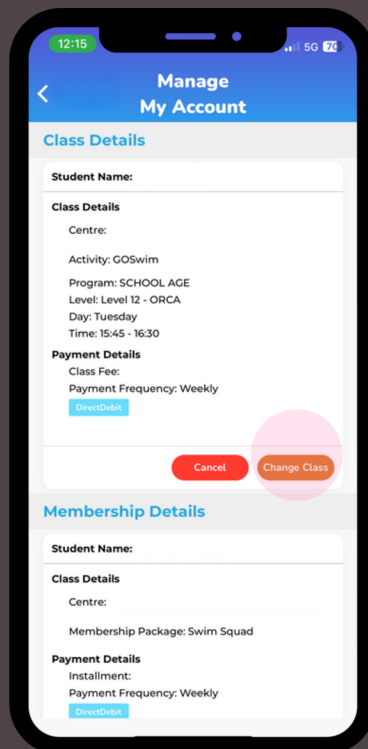 12:15
5G 70
Manage
My Account
Class Details
Student Name:
Class Details
Centre:
Activity: GOSwim
Program: SCHOOL AGE
Level: Level 12 - ORCA
Day: Tuesday
Time: 15:45 - 16:30
Payment Details
Class Fee:
Payment Frequency: Weekly
DirectDebit
Cancel Change Class
Membership Details
Student Name:
Class Details
Centre:
Membership Package: Swim Squad
Payment Details
Installment:
Payment Frequency: Weekly
DirectDebit